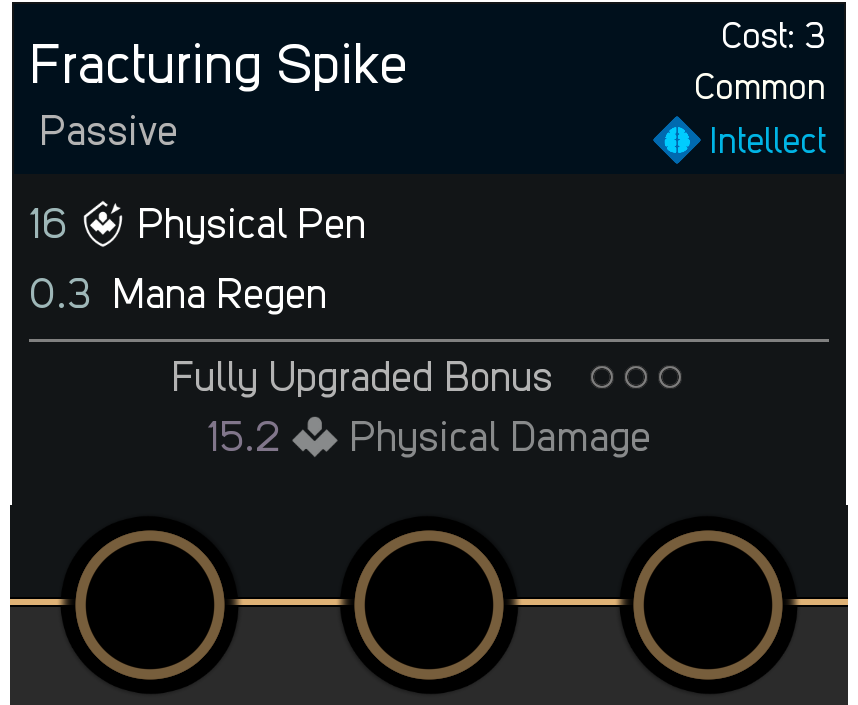 Fracturing Spike
Passive
Cost: 3
Common
Intellect
16 Physical Pen
0.3 Mana Regen
Fully Upgraded Bonus
15.2 Physical Damage